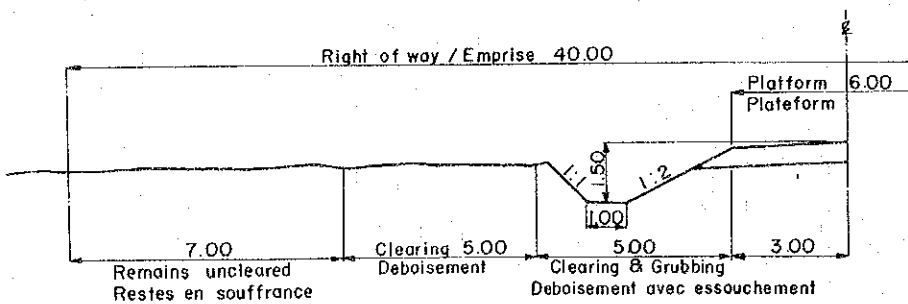 Right of way / Emprise 40.00
Platform 6.00
Plateform
1:1
1.50
1:2
1.00
7.00
Clearing 5.00
5.00
3.00
Remains uncleared
Deboisement
Clearing & Grubbing
Restes en souffrance
Deboisement avec essouchement